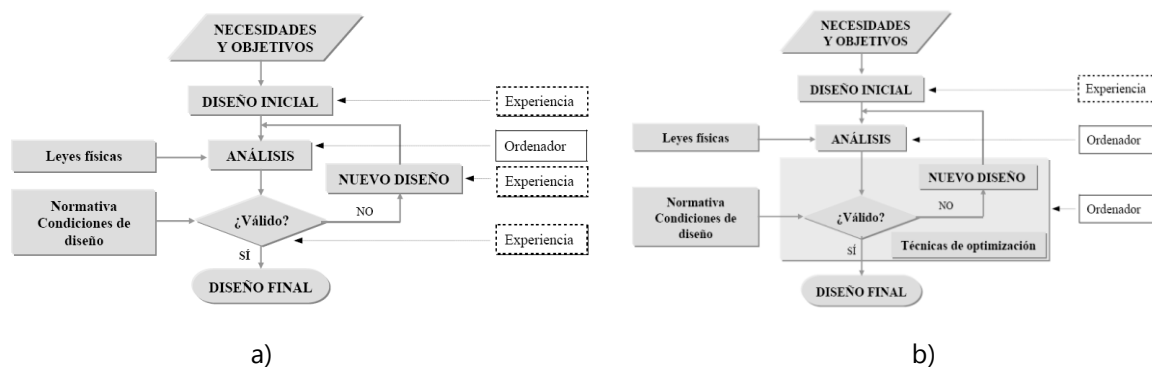 NECESIDADES
Y OBJETIVOS
DISEÑO INICIAL
Experiencia
Ordenador
Leyes físicas
ANÁLISIS
NUEVO DISEÑO
Experiencia
Normativa
Condiciones de
diseño
¿Válido?
NO
Experiencia
SÍ
DISEÑO FINAL
a)
NECESIDADES
Y OBJETIVOS
DISEÑO INICIAL
Experiencia
Leyes físicas
ANÁLISIS
Ordenador
NUEVO DISEÑO
Normativa
Condiciones de
diseño
¿Válido?
NO
Ordenador
Técnicas de optimización
SÍ
DISEÑO FINAL
b)